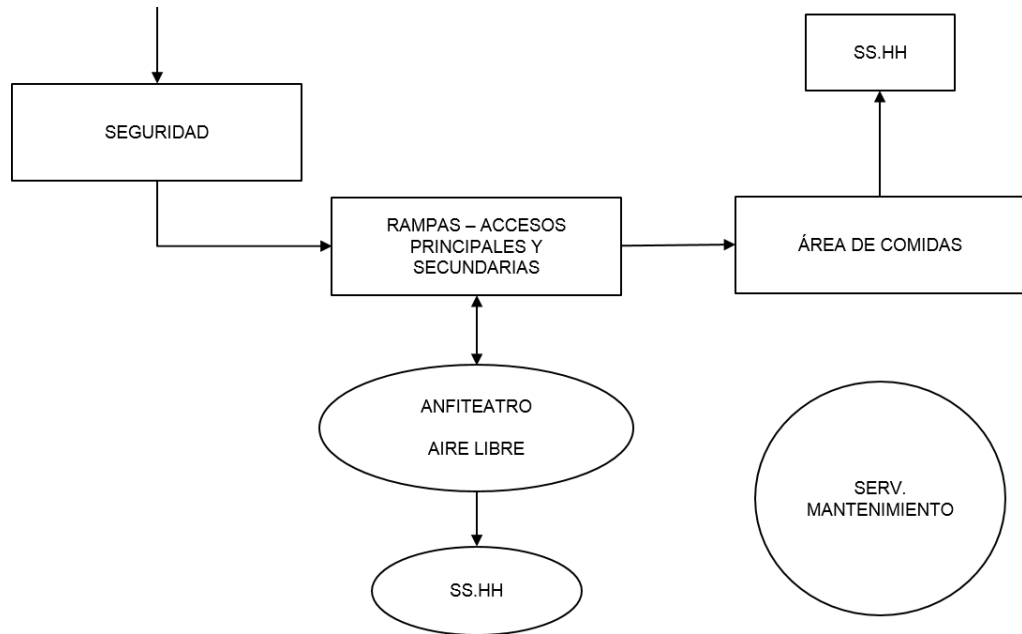 SS.HH
SEGURIDAD
RAMPAS – ACCESOS
PRINCIPALES Y
SECUNDARIAS
ÁREA DE COMIDAS
ANFITEATRO
AIRE LIBRE
SERV.
MANTENIMIENTO
SS.HH